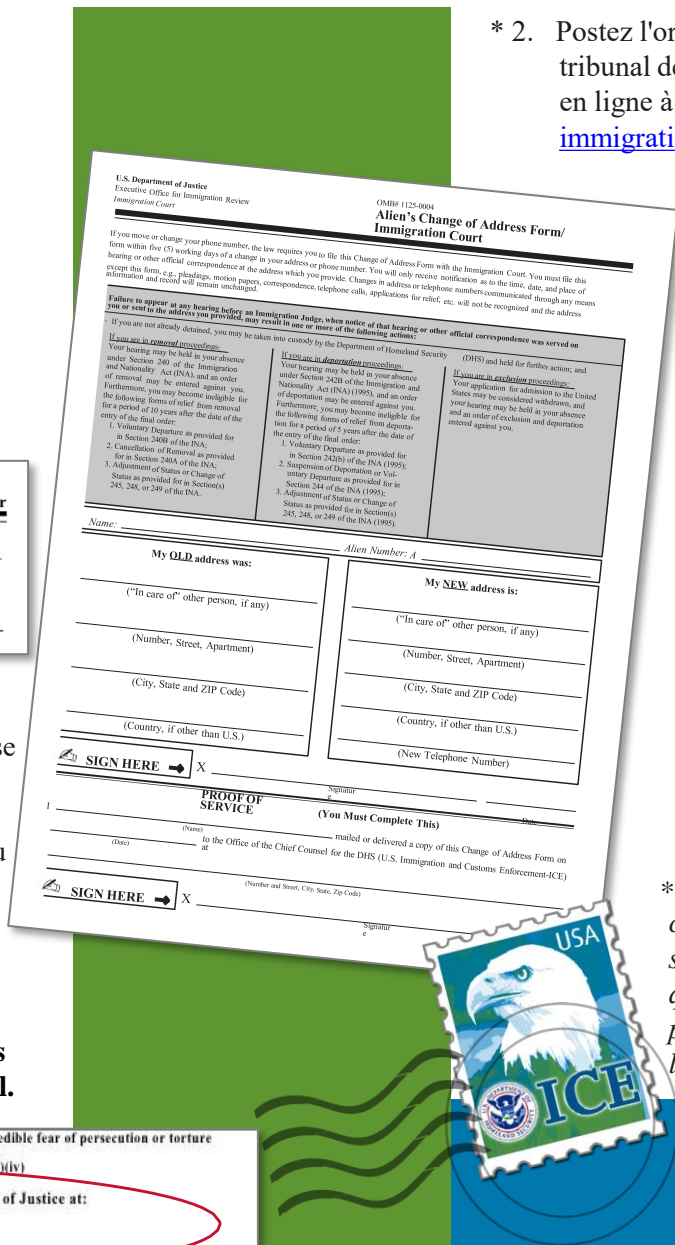 * 2. Postez l'or
tribunal de
en ligne à
immigrati
U.S. Department of Justice
Executive Office for Immigration Review
Immigration Court
OMB# 1125-0004
Alien's Change of Address Form/
Immigration Court
If you move or change your phone number, the law requires you to file this Change of Address Form with the Immigration Court. You must file this
form within five (5) working days of a change in your address or phone number. You will only receive notification as to the time, date, and place of
hearing or other official correspondence at the address which you provide. Changes in address or telephone numbers communicated through any means
except this form, e.g., pleadings, motion papers, correspondence, telephone calls, applications for relief, etc. will not be recognized and the address
information and record will remain unchanged.
Failure to appear at any hearing before an Immigration Judge, when notice of that hearing or other official correspondence was served on
you or sent to the address you provided, may result in one or more of the following actions:
· If you are not already detained, you may be taken into custody by the Department of Homeland Security (DHS) and held for further action; and
If you are in removal proceedings:
Your hearing may be held in your absence
under Section 240 of the Immigration
and Nationality Act (INA), and an order
of removal may be entered against you.
Furthermore, you may become ineligible for
the following forms of relief from removal
for a period of 10 years after the date of the
entry of the final order:
1. Voluntary Departure as provided for
in Section 240B of the INA;
2. Cancellation of Removal as provided
for in Section 240A of the INA;
3. Adjustment of Status or Change of
Status as provided for in Section(s)
245, 248, or 249 of the INA.
If you are in deportation proceedings:
Your hearing may be held in your absence
under Section 242B of the Immigration and
Nationality Act (INA) (1995), and an order
of deportation may be entered against you.
Furthermore, you may become ineligible for
the following forms of relief from deporta-
tion for a period of 5 years after the date of
the entry of the final order:
1. Voluntary Departure as provided for
in Section 242(b) of the INA (1995);
2. Suspension of Deportation or Vol-
untary Departure as provided for in
Section 244 of the INA (1995);
3. Adjustment of Status or Change of
Status as provided for in Section(s)
245, 248, or 249 of the INA (1995).
If you are in exclusion proceedings:
Your application for admission to the United
States may be considered withdrawn, and
your hearing may be held in your absence
and an order of exclusion and deportation
entered against you.
Name:
Alien Number: A
My OLD address was:
("In care of" other person, if any)
(Number, Street, Apartment)
(City, State and ZIP Code)
(Country, if other than U.S.)
My NEW address is:
("In care of" other person, if any)
(Number, Street, Apartment)
(City, State and ZIP Code)
(Country, if other than U.S.)
(New Telephone Number)
SIGN HERE X
Signatur
e
Date
PROOF OF
SERVICE
(You Must Complete This)
I
(Name)
mailed or delivered a copy of this Change of Address Form on
(Date)
to the Office of the Chief Counsel for the DHS (U.S. Immigration and Customs Enforcement-ICE)
at
(Number and Street, City, State, Zip Code)
SIGN HERE X
Signatur
e
r
se
u
s
l.
*
USA
ICE
U.S. DEPARTMENT OF
HOMELAND SECURITY
edible fear of persecution or torture
)(iv)
of Justice at: